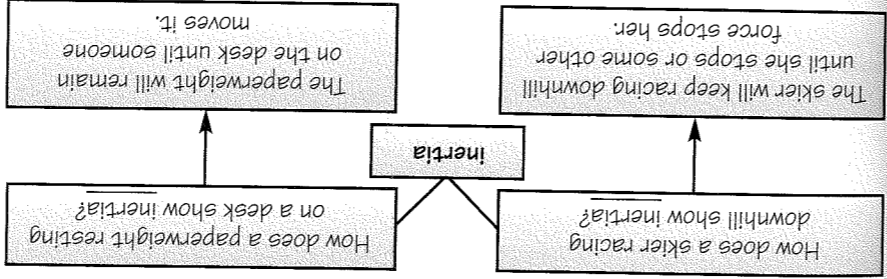 How does a skier racing
downhill show inertia?
How does a paperweight resting
on a desk show inertia?
inertia
The skier will keep racing downhill
until she stops or some other
force stops her.
The paperweight will remain
on the desk until someone
moves it.